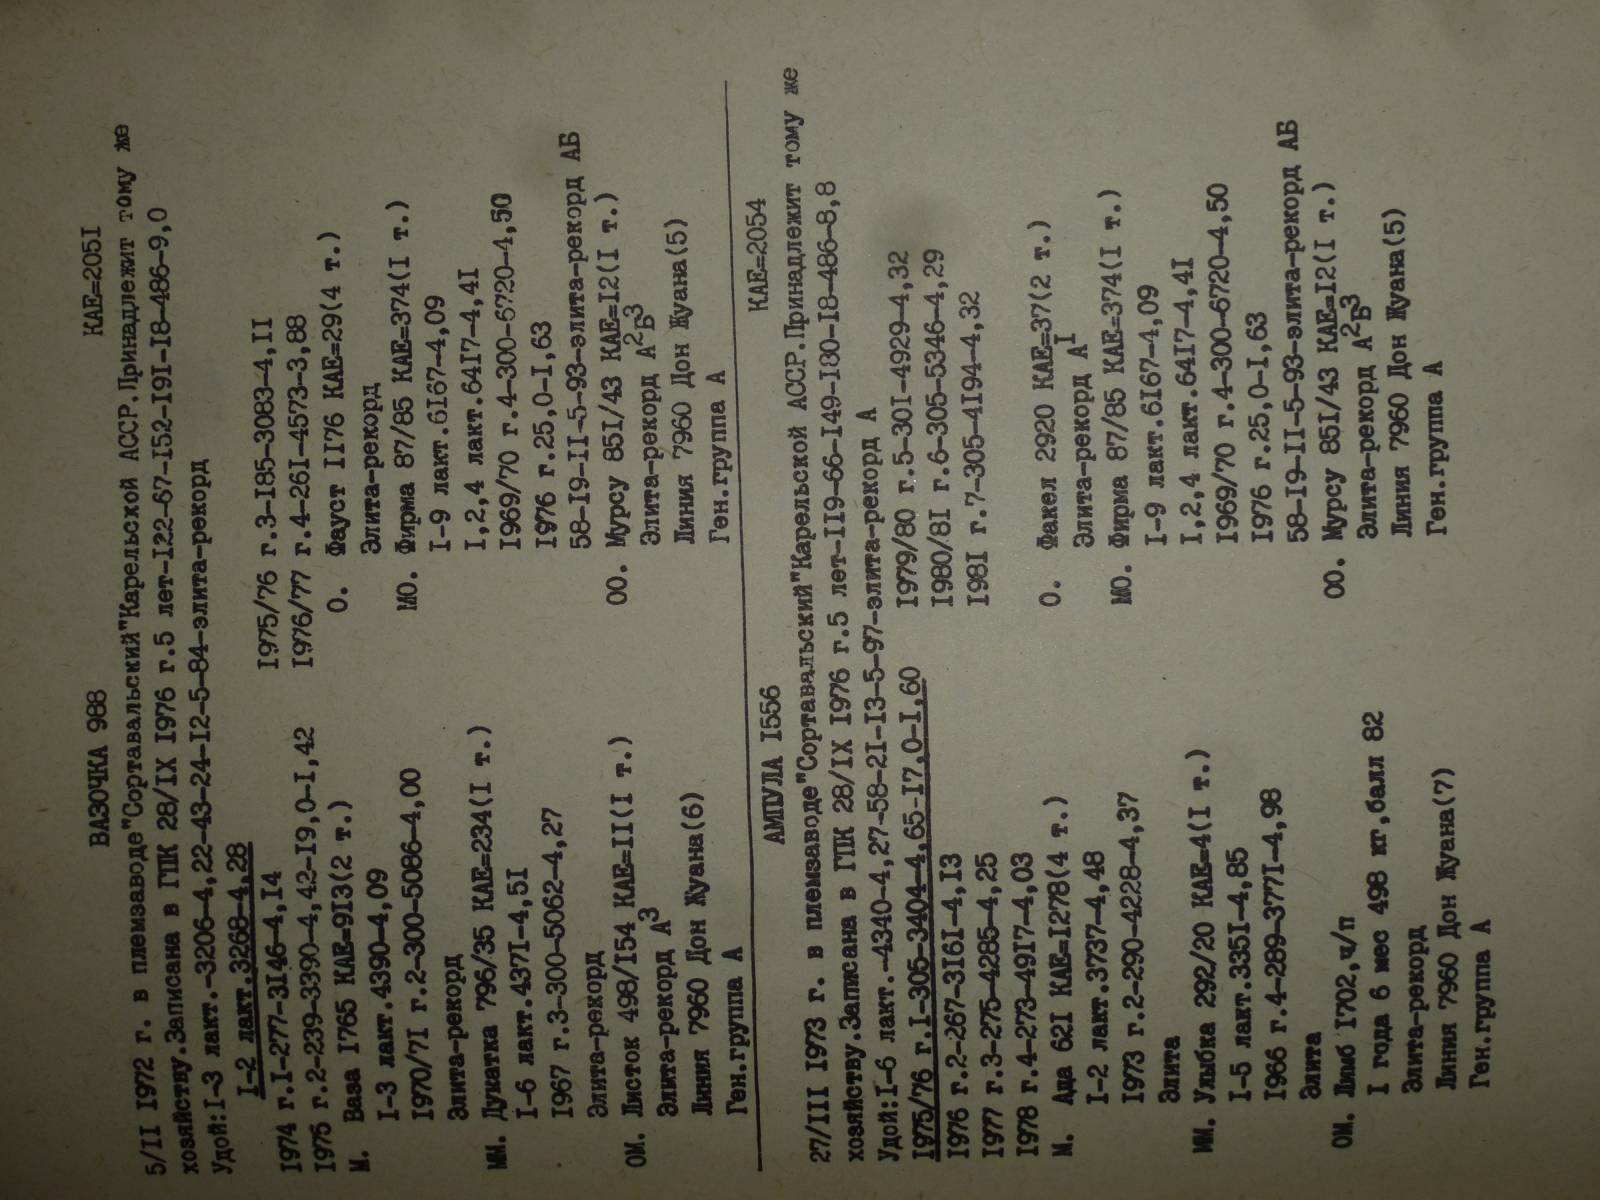 ВАЗОЧКА 988 КАЕ=205I
5/II I972 г. в племзаводе"Сортавальский"Карельской АССР.Принадлежит тому же
хозяйству.Записана в ГПК 28/IX I976 г.5 лет-I22-67-I52-I9I-I8-486-9,0
Удой:I-3 лакт.-3206-4,22-43-24-I2-5-84-элита-рекорд
I-2 лакт.3268-4,28
I974 г.I-277-3I46-4,I4
I975 г.2-239-3390-4,42-I9,0-I,42
М. Ваза I765 КАЕ=9I3(2 т.)
I-3 лакт.4390-4,09
I970/7I г.2-300-5086-4,00
Элита-рекорд
ММ. Дукатка 796/35 КАЕ=234(I т.)
I-6 лакт.437I-4,5I
I967 г.3-300-5062-4,27
Элита-рекорд
ОМ. Листок 498/I54 КАЕ=II(I т.)
Элита-рекорд А³
Линия 7960 Дон Жуана(6)
Ген.группа А
I975/76 г.3-I85-3083-4,II
I976/77 г.4-26I-4573-3,88
О. Фауст II76 КАЕ=29(4 т.)
Элита-рекорд
МО. Фирма 87/85 КАЕ=374(I т.)
I-9 лакт.6I67-4,09
I,2,4 лакт.64I7-4,4I
I969/70 г.4-300-6720-4,50
I976 г.25,0-I,63
58-I9-II-5-93-элита-рекорд АБ
ОО. Мурсу 85I/43 КАЕ=I2(I т.)
Элита-рекорд А²Б³
Линия 7960 Дон Жуана(5)
Ген.группа А
АМПУЛА I556 КАЕ=2054
27/III I973 г. в племзаводе"Сортавальский"Карельской АССР.Принадлежит тому же
хозяйству.Записана в ГПК 28/IX I976 г.5 лет-II9-66-I49-I80-I8-486-8,8
Удой:I-6 лакт.-4340-4,27-58-2I-I3-5-97-элита-рекорд А
I975/76 г.I-305-3404-4,65-I7,0-I,60
I976 г.2-267-3I6I-4,I3
I977 г.3-275-4285-4,25
I978 г.4-273-49I7-4,03
М. Ада 62I КАЕ=I278(4 т.)
I-2 лакт.3737-4,48
I973 г.2-290-4228-4,37
Элита
ММ. Улыбка 292/20 КАЕ=4(I т.)
I-5 лакт.335I-4,85
I966 г.4-289-377I-4,98
Элита
ОМ. Лимб I702,ч/п
I года 6 мес 498 кг,балл 82
Элита-рекорд
Линия 7960 Дон Жуана(7)
Ген.группа А
I979/80 г.5-30I-4929-4,32
I980/8I г.6-305-5346-4,29
I98I г.7-305-4I94-4,32
О. Факел 2920 КАЕ=37(2 т.)
Элита-рекорд Аᴵ
МО. Фирма 87/85 КАЕ=374(I т.)
I-9 лакт.6I67-4,09
I,2,4 лакт.64I7-4,4I
I969/70 г.4-300-6720-4,50
I976 г.25,0-I,63
58-I9-II-5-93-элита-рекорд АБ
ОО. Мурсу 85I/43 КАЕ=I2(I т.)
Элита-рекорд А²Б³
Линия 7960 Дон Жуана(5)
Ген.группа А